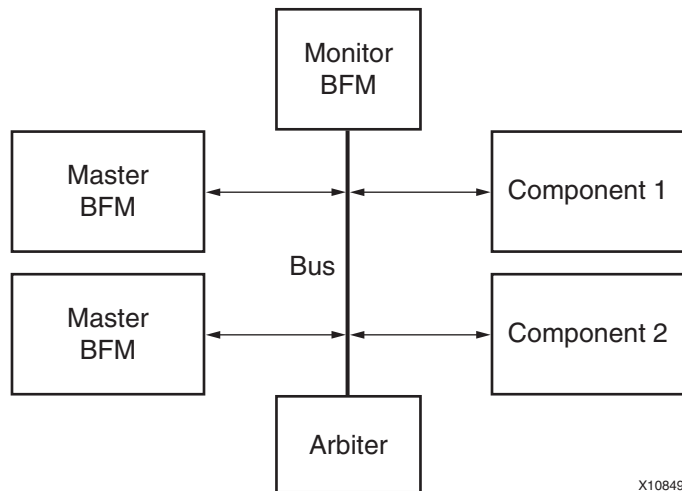 Monitor
BFM
Master
BFM
Component 1
Bus
Master
BFM
Component 2
Arbiter
X10849